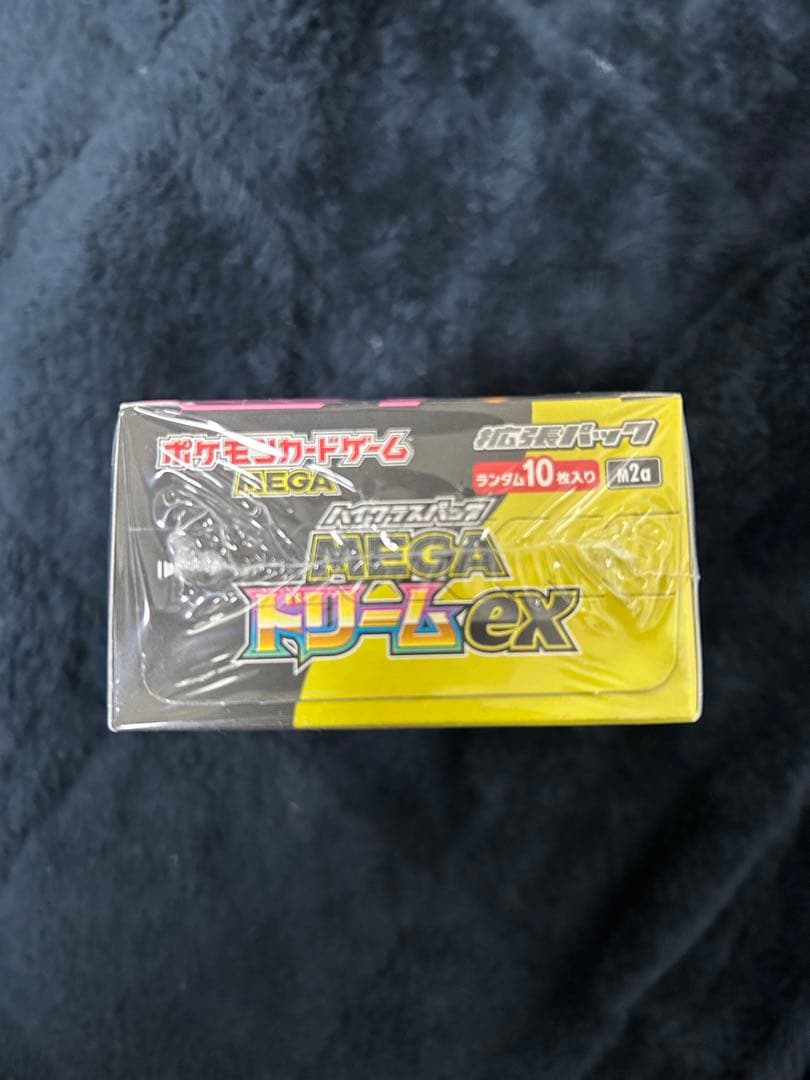 ポケモンカードゲーム
MEGA
拡張パック
ランダム10枚入り
M2a
ハイクラスパック
MEGA
ドリームex